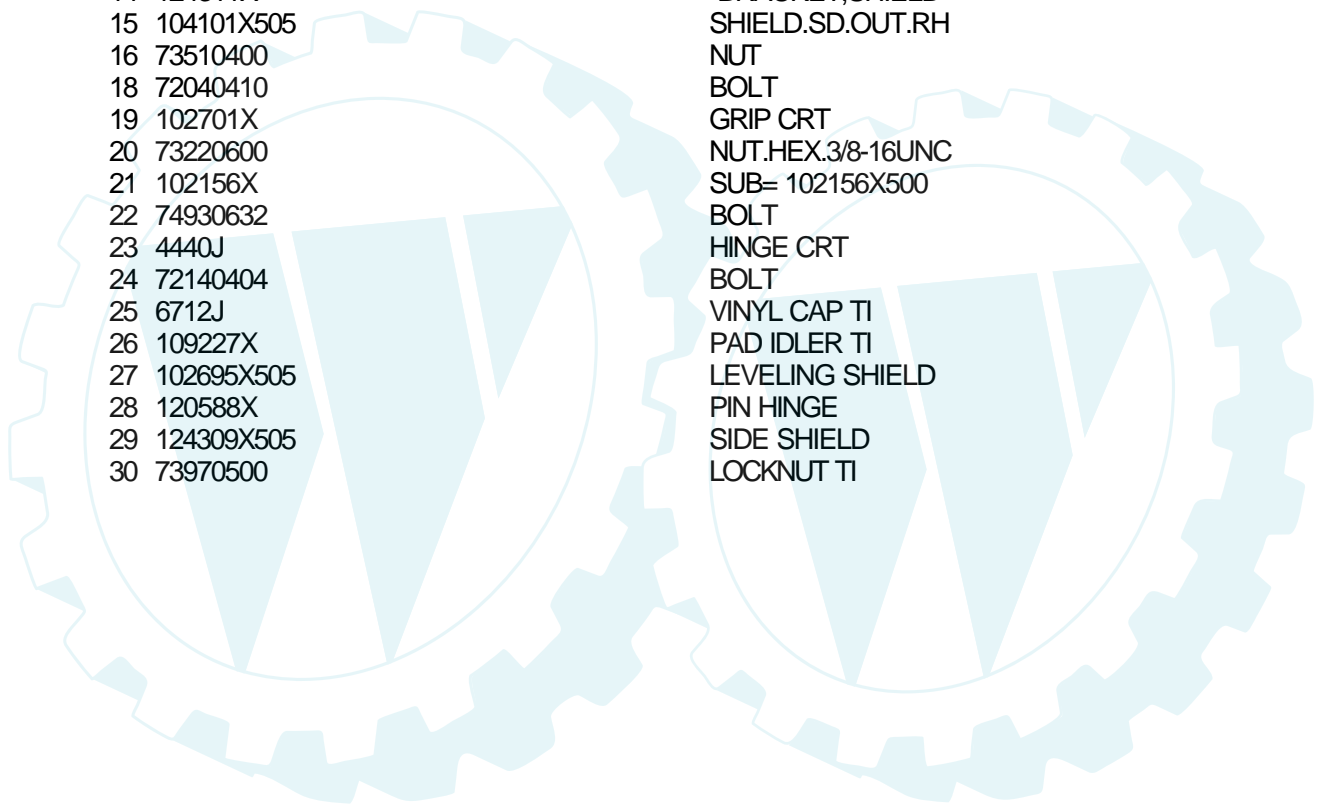 15 104101X505 SHIELD.SD.OUT.RH
16 73510400 NUT
18 72040410 BOLT
19 102701X GRIP CRT
20 73220600 NUT.HEX.3/8-16UNC
21 102156X SUB= 102156X500
22 74930632 BOLT
23 4440J HINGE CRT
24 72140404 BOLT
25 6712J VINYL CAP TI
26 109227X PAD IDLER TI
27 102695X505 LEVELING SHIELD
28 120588X PIN HINGE
29 124309X505 SIDE SHIELD
30 73970500 LOCKNUT TI